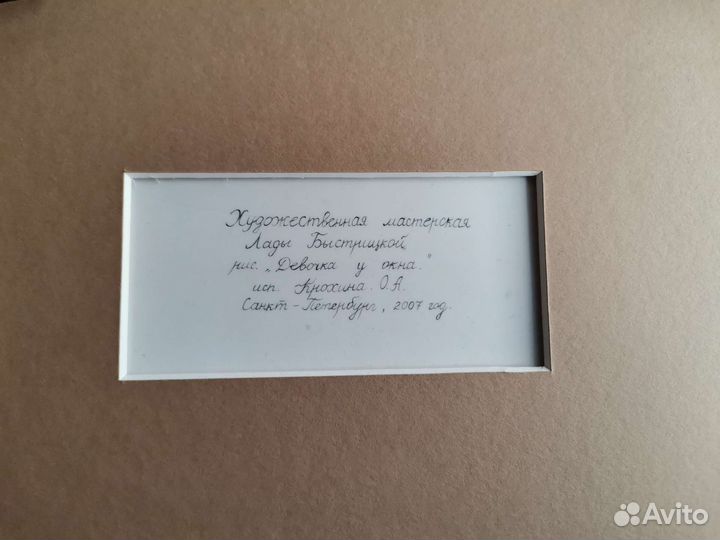 Художественная мастерская
Лады Быстрицкой
рис. „Девочка у окна."
исп. Крохина О.А.
Санкт-Петербург, 2007 год.
Avito